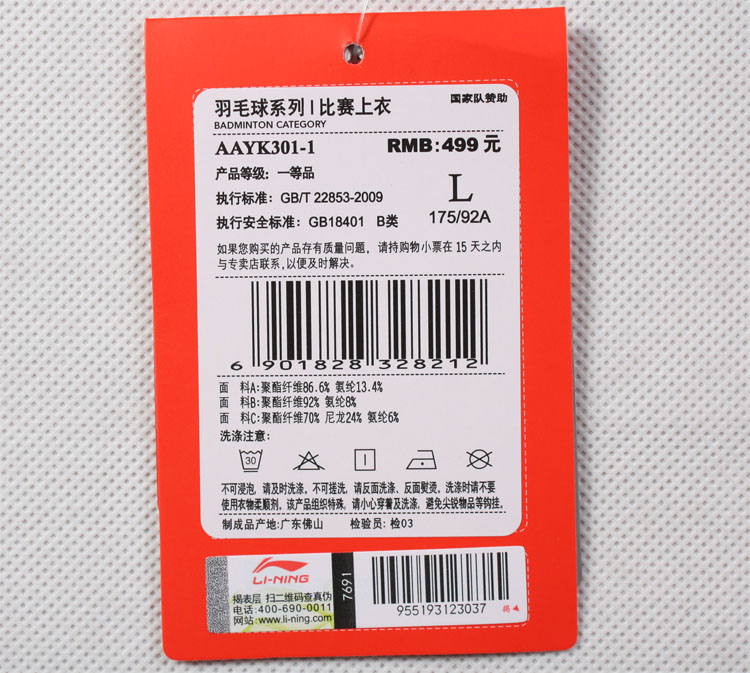 羽毛球系列 | 比赛上衣
国家队赞助
BADMINTON CATEGORY
AAYK301-1
RMB:499 元
产品等级: 一等品
执行标准: GB/T 22853-2009
L
执行安全标准: GB18401 B类
175/92A
如果您购买的产品存有质量问题, 请持购物小票在 15 天之内
与专卖店联系, 以便及时解决。
6 901828 328212
面 料A:聚酯纤维86.6% 氨纶13.4%
面 料B:聚酯纤维92% 氨纶8%
面 料C:聚酯纤维70% 尼龙24% 氨纶6%
洗涤注意:
30
不可浸泡, 请及时洗涤, 不可搓洗, 请反面洗涤、反面熨烫, 洗涤时请不要
使用衣物柔顺剂, 该产品组织特殊, 请小心穿着及洗涤, 避免尖锐物品等钩挂。
制成品产地:广东佛山 检验员: 检03
LI-NING
揭表层 扫二维码查真伪
电话:400-690-0011
网站:www.li-ning.com
7691
955193123037
揭